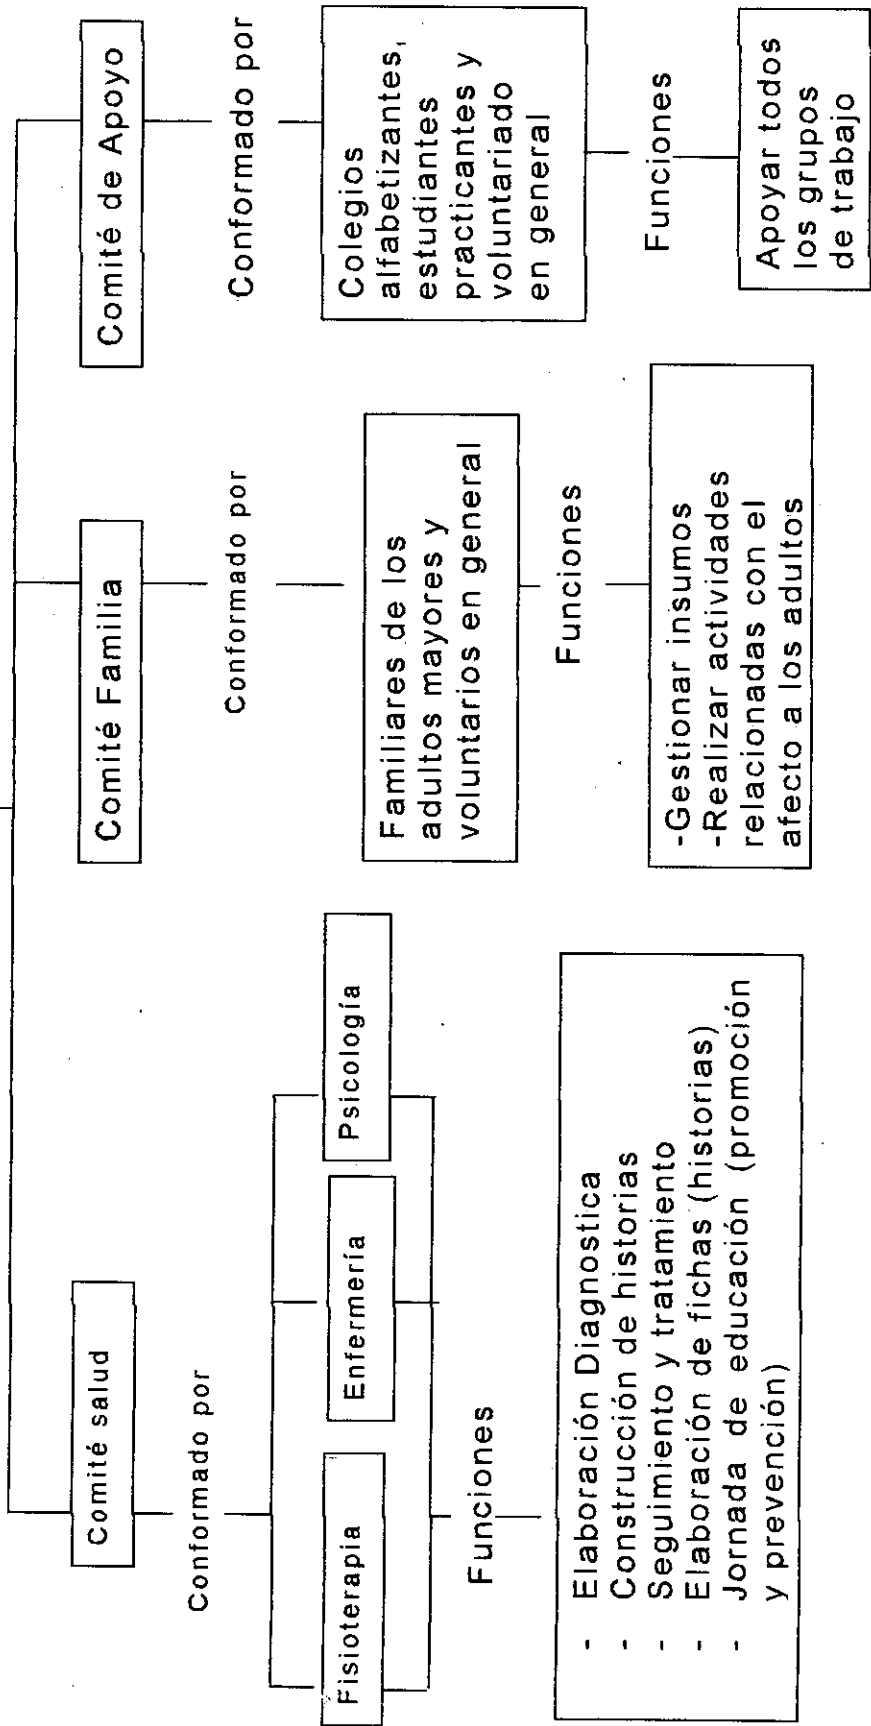 Comité salud
Conformado por
Fisioterapia
Enfermería
Psicología
Funciones
- Elaboración Diagnostica
- Construcción de historias
- Seguimiento y tratamiento
- Elaboración de fichas (historias)
- Jornada de educación (promoción
y prevención)
Comité Familia
Conformado por
Familiares de los
adultos mayores y
voluntarios en general
Funciones
-Gestionar insumos
-Realizar actividades
relacionadas con el
afecto a los adultos
Comité de Apoyo
Conformado por
Colegios
alfabetizantes,
estudiantes
practicantes y
voluntariado
en general
Funciones
Apoyar todos
los grupos
de trabajo